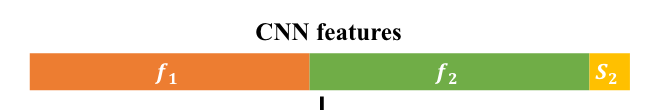 CNN features
f₁ f₂ S₂